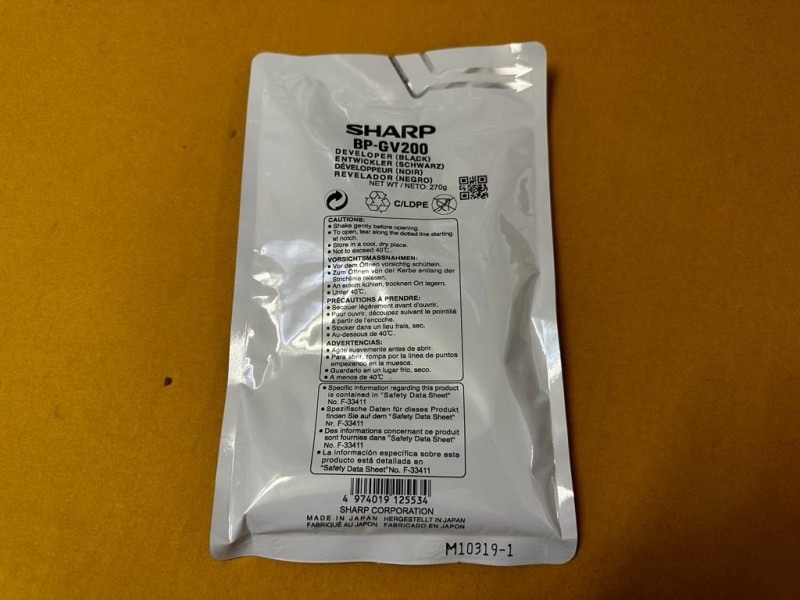 SHARP
BP-GV200
DEVELOPER (BLACK)
ENTWICKLER (SCHWARZ)
DÉVELOPPEUR (NOIR)
REVELADOR (NEGRO)
NET WT / NETO: 270g
C/LDPE
CAUTIONS:
• Shake gently before opening.
• To open, tear along the dotted line starting
at notch.
• Store in a cool, dry place.
• Not to exceed 40°C.
VORSICHTSMASSNAHMEN:
• Vor dem Öffnen vorsichtig schütteln.
• Zum Öffnen von der Kerbe entlang der
Strichlinie reissen.
• An einem kühlen, trocknen Ort lagern.
• Unter 40°C.
PRÉCAUTIONS À PRENDRE:
• Secouer légèrement avant d'ouvrir.
• Pour ouvrir, découpez suivant le pointillé
à partir de l'encoche.
• Stocker dans un lieu frais, sec.
• Au-dessous de 40°C.
ADVERTENCIAS:
• Agite suavemente antes de abrir.
• Para abrir, rompa por la línea de puntos
empezando en la muesca.
• Guardarlo en un lugar frío, seco.
• A menos de 40°C
• Specific information regarding this product
is contained in "Safety Data Sheet"
No. F-33411
• Spezifische Daten für dieses Produkt
finden Sie auf dem "Safety Data Sheet"
Nr. F-33411
• Des informations concernant ce produit
sont fournies dans "Safety Data Sheet"
No. F-33411
• La información específica sobre este
producto está detallada en
"Safety Data Sheet" No. F-33411
4 974019 125534
SHARP CORPORATION
MADE IN JAPAN HERGESTELLT IN JAPAN
FABRIQUÉ AU JAPON FABRICADO EN JAPON
M10319-1